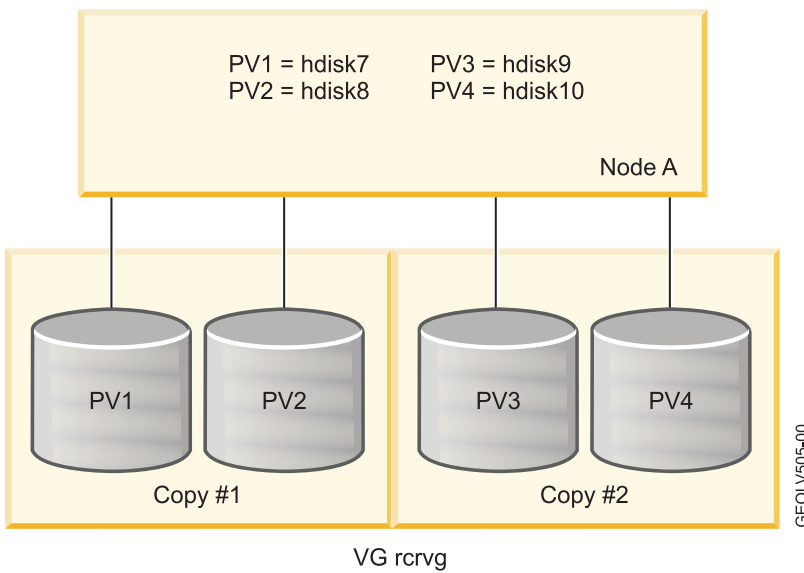 PV1 = hdisk7 PV3 = hdisk9
PV2 = hdisk8 PV4 = hdisk10
Node A
PV1 PV2 PV3 PV4
Copy #1 Copy #2
VG rcrvg
GEOLV505-00